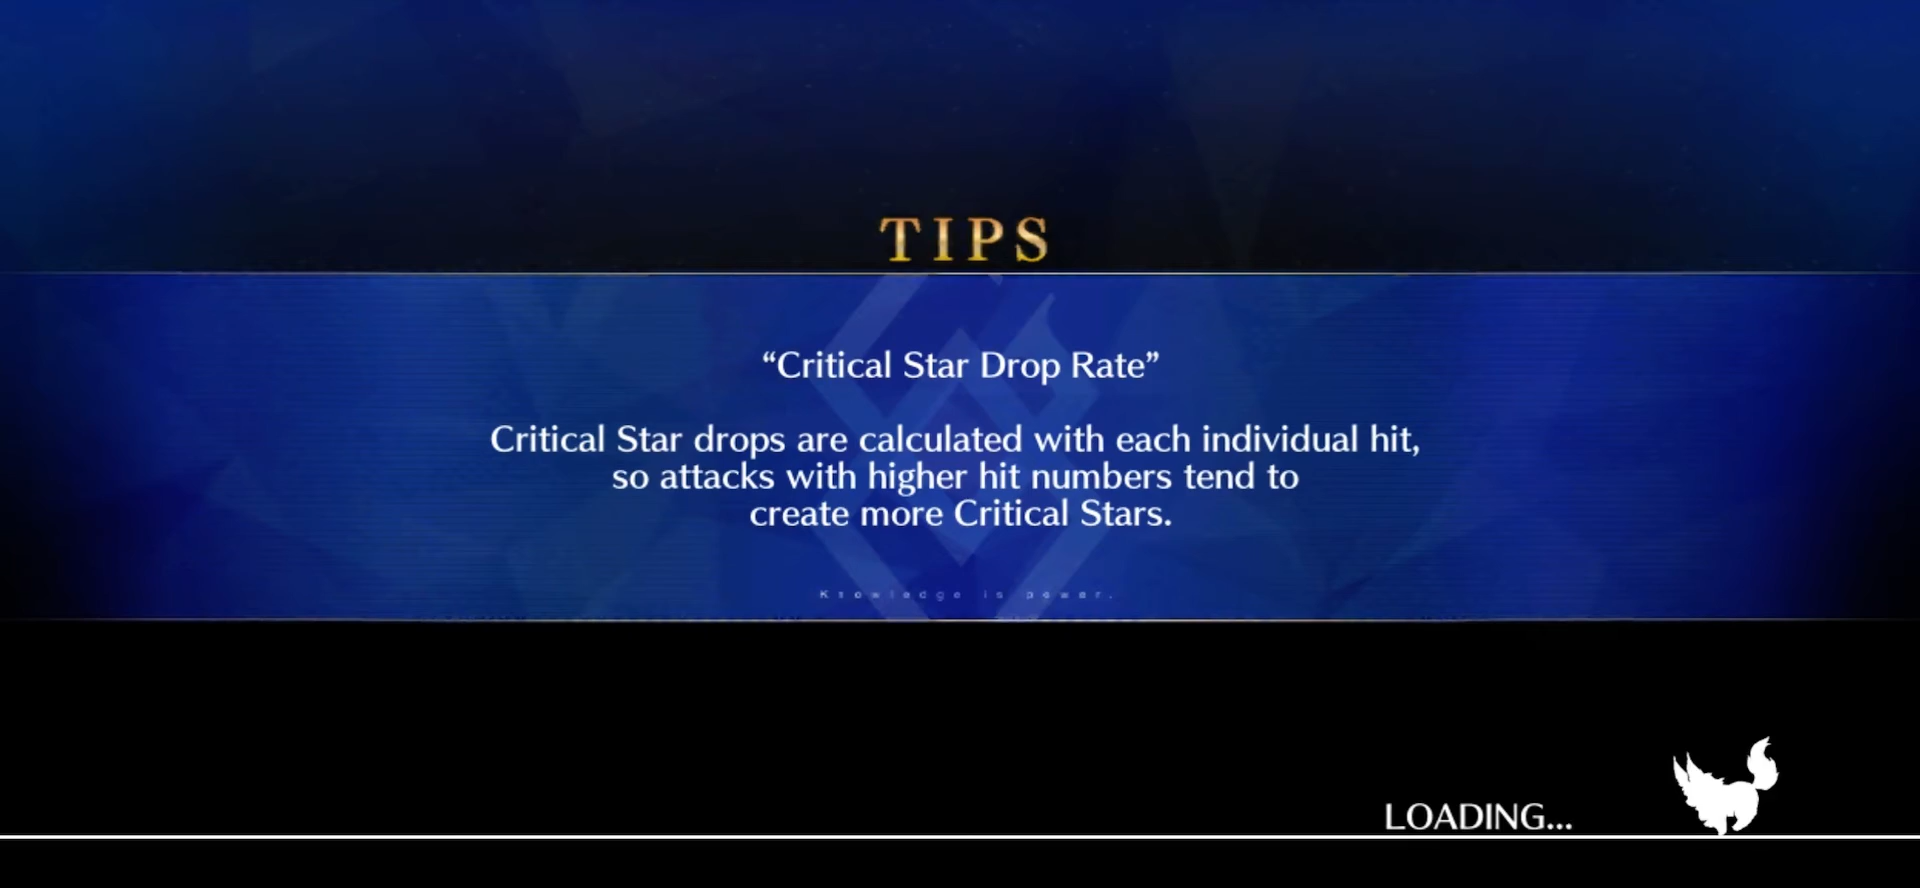 TIPS
“Critical Star Drop Rate”
Critical Star drops are calculated with each individual hit,
so attacks with higher hit numbers tend to
create more Critical Stars.
Knowledge is power.
LOADING...